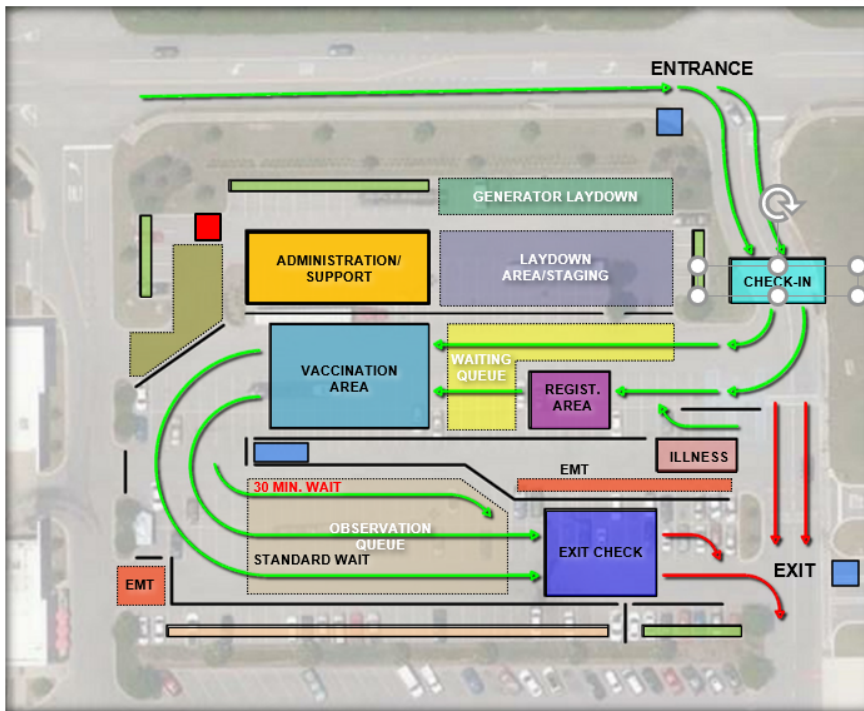 ENTRANCE
GENERATOR LAYDOWN
ADMINISTRATION/
SUPPORT
LAYDOWN
AREA/STAGING
CHECK-IN
VACCINATION
AREA
WAITING
QUEUE
REGIST.
AREA
ILLNESS
EMT
30 MIN. WAIT
OBSERVATION
QUEUE
STANDARD WAIT
EXIT CHECK
EXIT
EMT